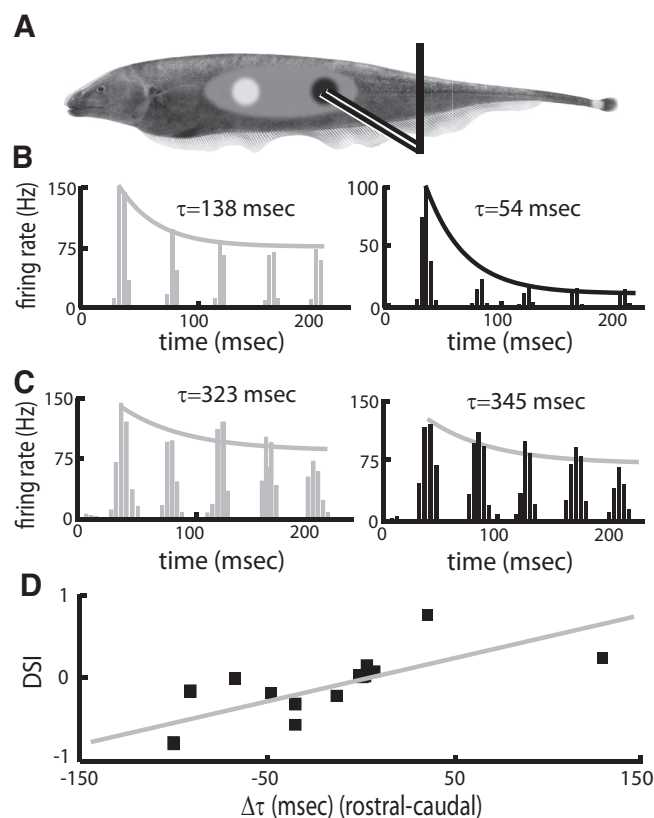 A
B
150
75
0
firing rate (Hz)
τ=138 msec
0
100
200
time (msec)
100
50
0
τ=54 msec
0
100
200
time (msec)
C
150
75
0
firing rate (Hz)
τ=323 msec
0
100
200
time (msec)
150
75
0
τ=345 msec
0
100
200
time (msec)
D
1
0
-1
DSI
-150
-50
50
150
Δτ (msec) (rostral-caudal)